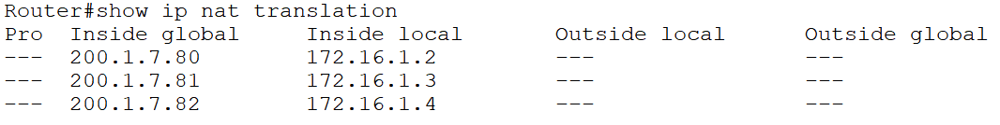 Router#show ip nat translation
Pro  Inside global     Inside local       Outside local      Outside global
---  200.1.7.80        172.16.1.2         ---                ---
---  200.1.7.81        172.16.1.3         ---                ---
---  200.1.7.82        172.16.1.4         ---                ---